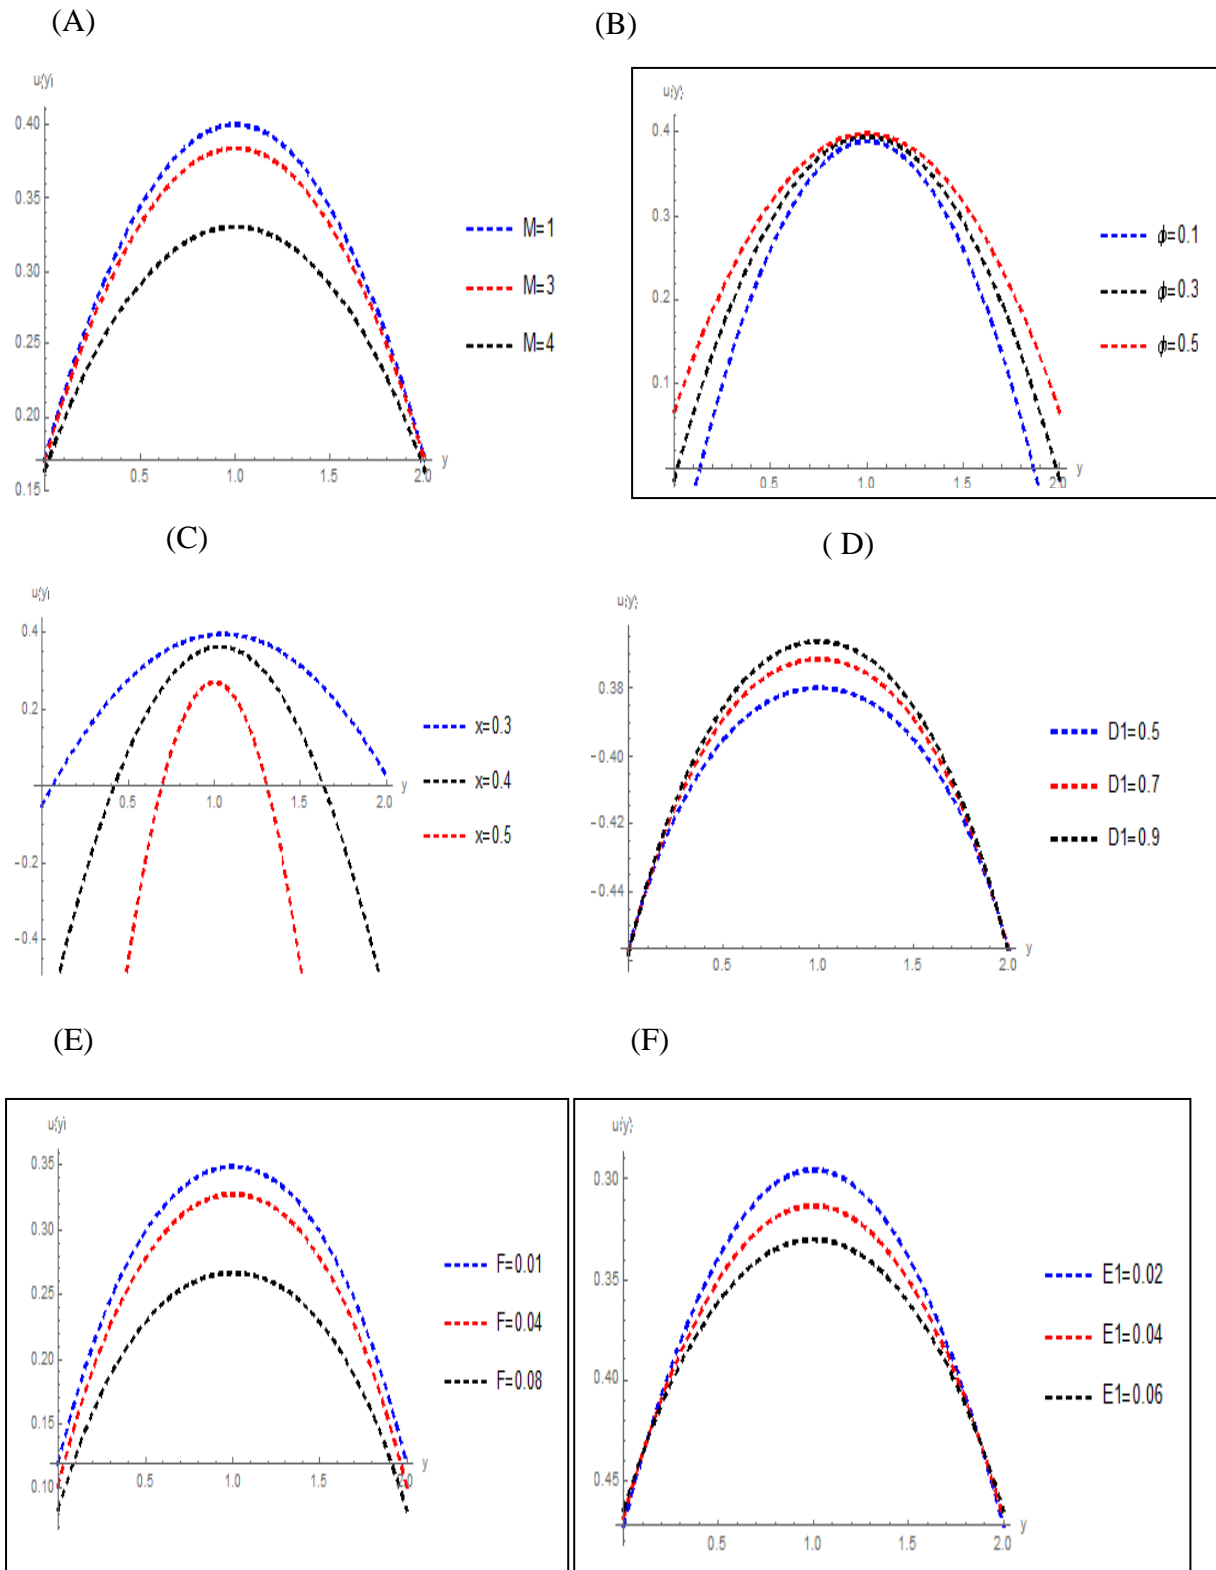 (A)
u(y)
0.40
0.35
0.30
0.25
0.20
0.15
0.5 1.0 1.5 2.0 y
M=1
M=3
M=4
(B)
u(y)
0.4
0.3
0.2
0.1
0.5 1.0 1.5 2.0 y
ϕ=0.1
ϕ=0.3
ϕ=0.5
(C)
u(y)
0.4
0.2
-0.2
-0.4
0.5 1.0 1.5 2.0 y
x=0.3
x=0.4
x=0.5
( D)
u(y)
0.38
-0.40
-0.42
-0.44
0.5 1.0 1.5 2.0 y
D1=0.5
D1=0.7
D1=0.9
(E)
u(y)
0.35
0.30
0.25
0.20
0.15
0.10
0.5 1.0 1.5 2.0 y
F=0.01
F=0.04
F=0.08
(F)
u(y)
0.30
0.35
0.40
0.45
0.5 1.0 1.5 2.0 y
E1=0.02
E1=0.04
E1=0.06